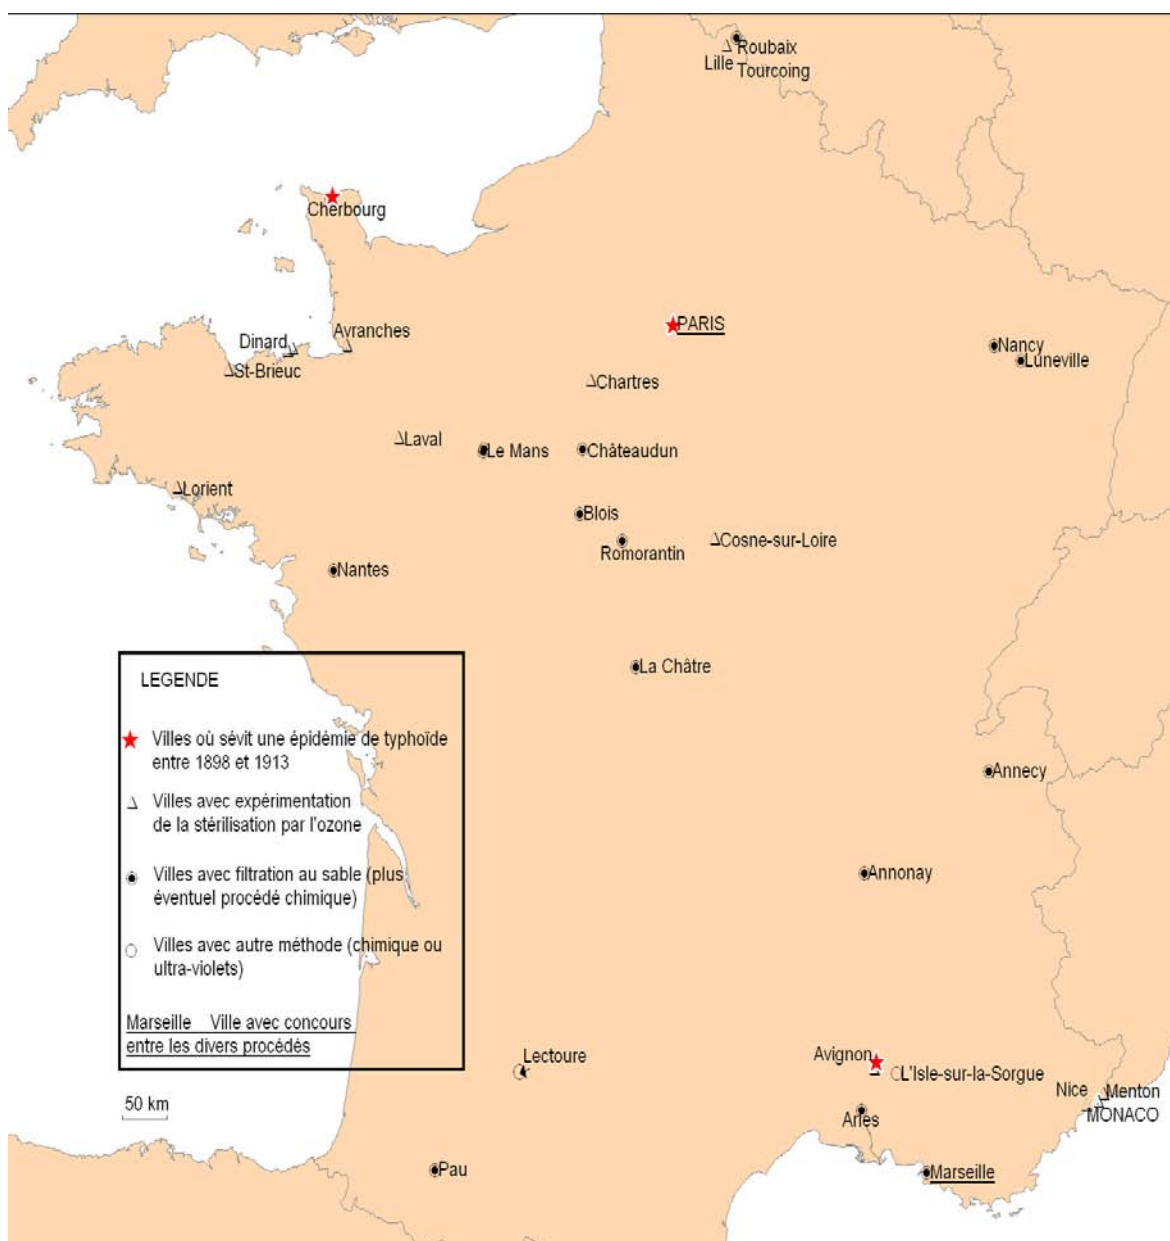 Roubaix
Lille
Tourcoing
Cherbourg
PARIS
Avranches
Dinard
St-Brieuc
Nancy
Luneville
Chartres
Laval
Le Mans
Châteaudun
Lorient
Blois
Romorantin
Cosne-sur-Loire
Nantes
La Châtre
LEGENDE
Villes où sévit une épidémie de typhoïde
entre 1898 et 1913
Villes avec expérimentation
de la stérilisation par l'ozone
Villes avec filtration au sable (plus
éventuel procédé chimique)
Villes avec autre méthode (chimique ou
ultra-violets)
Marseille Ville avec concours
entre les divers procédés
50 km
Annecy
Annonay
Lectoure
Avignon
L'Isle-sur-la-Sorgue
Nice
Menton
MONACO
Arles
Pau
Marseille